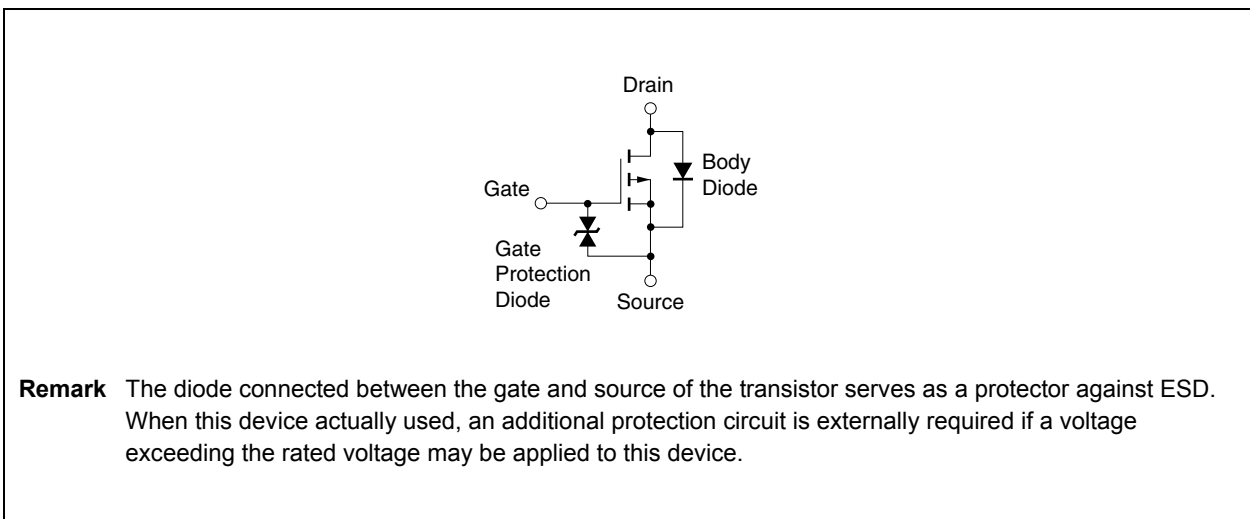 Drain
Body
Diode
Gate
Gate
Protection
Diode
Source
Remark The diode connected between the gate and source of the transistor serves as a protector against ESD.
When this device actually used, an additional protection circuit is externally required if a voltage
exceeding the rated voltage may be applied to this device.